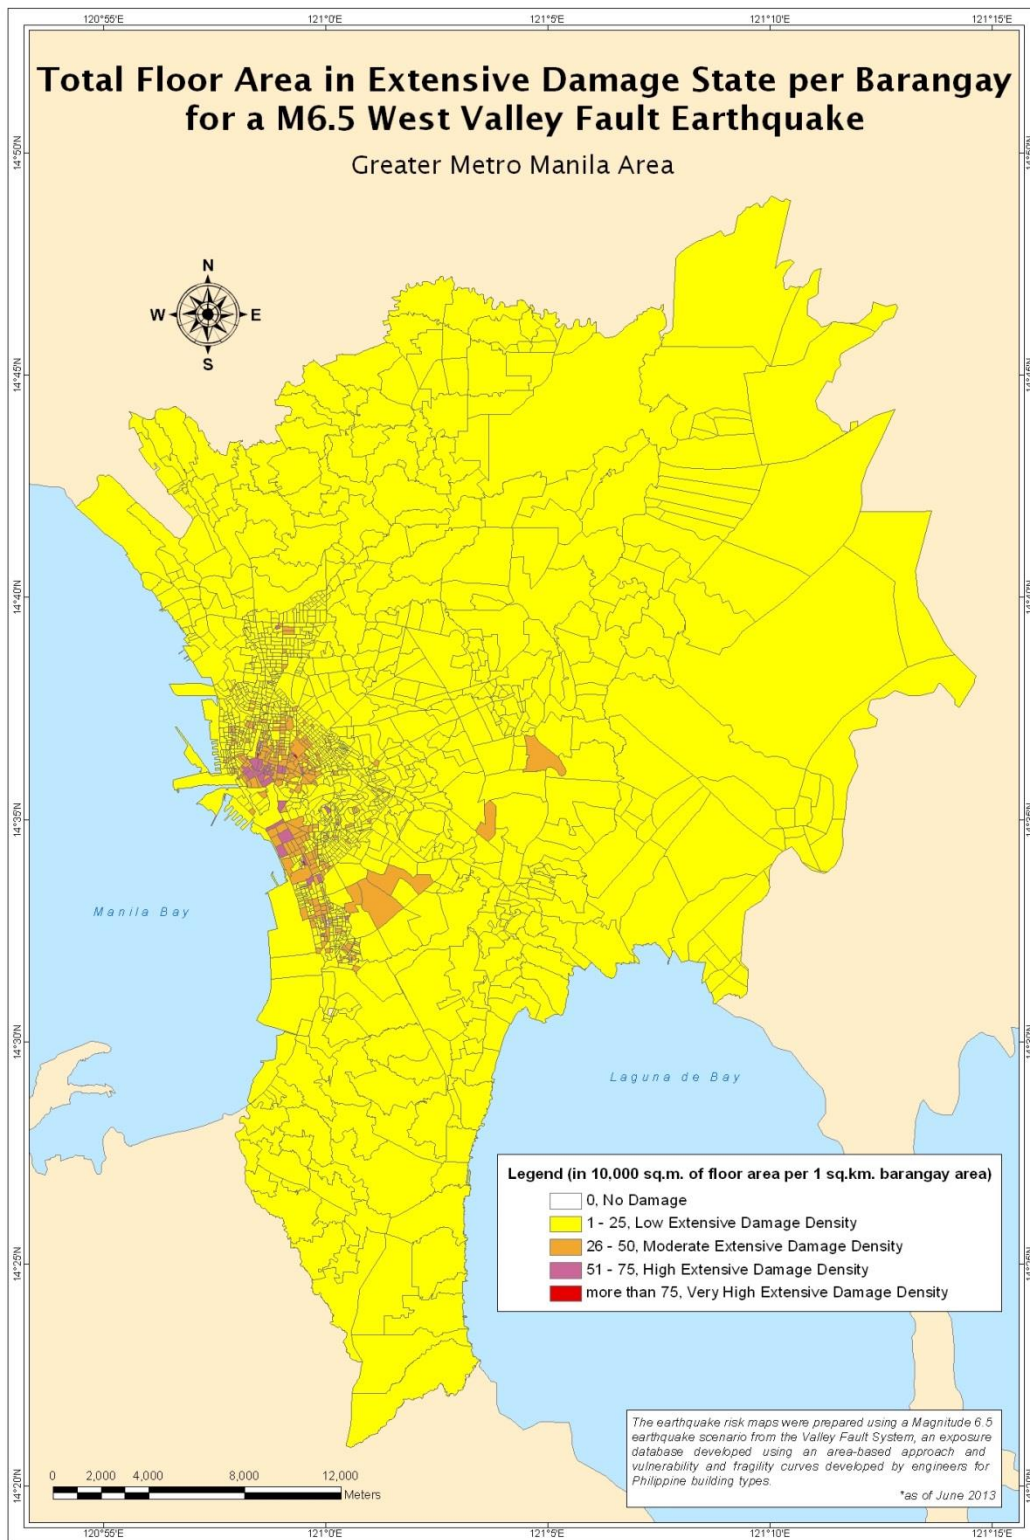 120°55'E 121°0'E 121°5'E 121°10'E 121°15'E
Total Floor Area in Extensive Damage State per Barangay
for a M6.5 West Valley Fault Earthquake
Greater Metro Manila Area
14°50'N
N
W E
S
14°45'N
14°40'N
14°35'N
Manila Bay
14°30'N
Laguna de Bay
Legend (in 10,000 sq.m. of floor area per 1 sq.km. barangay area)
0, No Damage
1 - 25, Low Extensive Damage Density
26 - 50, Moderate Extensive Damage Density
51 - 75, High Extensive Damage Density
more than 75, Very High Extensive Damage Density
14°25'N
The earthquake risk maps were prepared using a Magnitude 6.5
earthquake scenario from the Valley Fault System, an exposure
database developed using an area-based approach and
vulnerability and fragility curves developed by engineers for
Philippine building types.
*as of June 2013
0 2,000 4,000 8,000 12,000
Meters
14°20'N
120°55'E 121°0'E 121°5'E 121°10'E 121°15'E